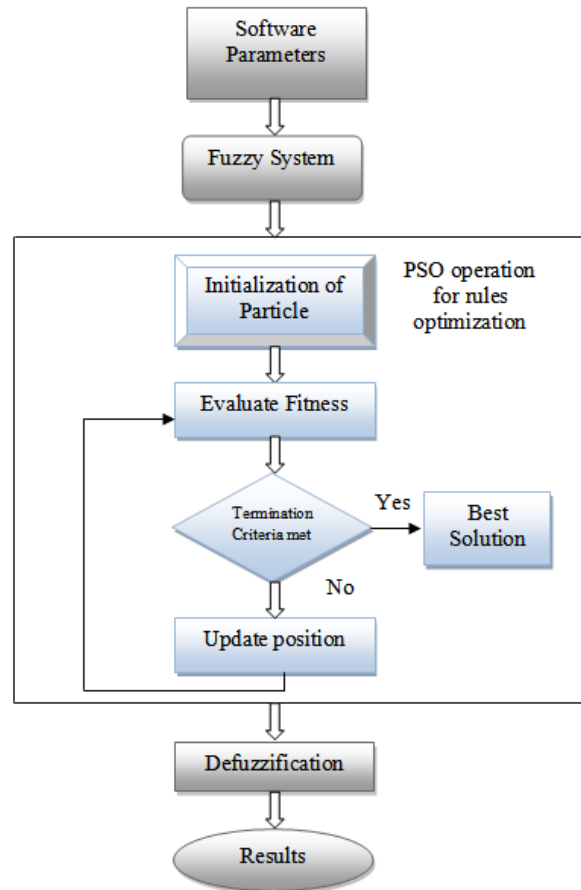 Software
Parameters
Fuzzy System
Initialization of
Particle
PSO operation
for rules
optimization
Evaluate Fitness
Termination
Criteria met
Yes
Best
Solution
No
Update position
Defuzzification
Results